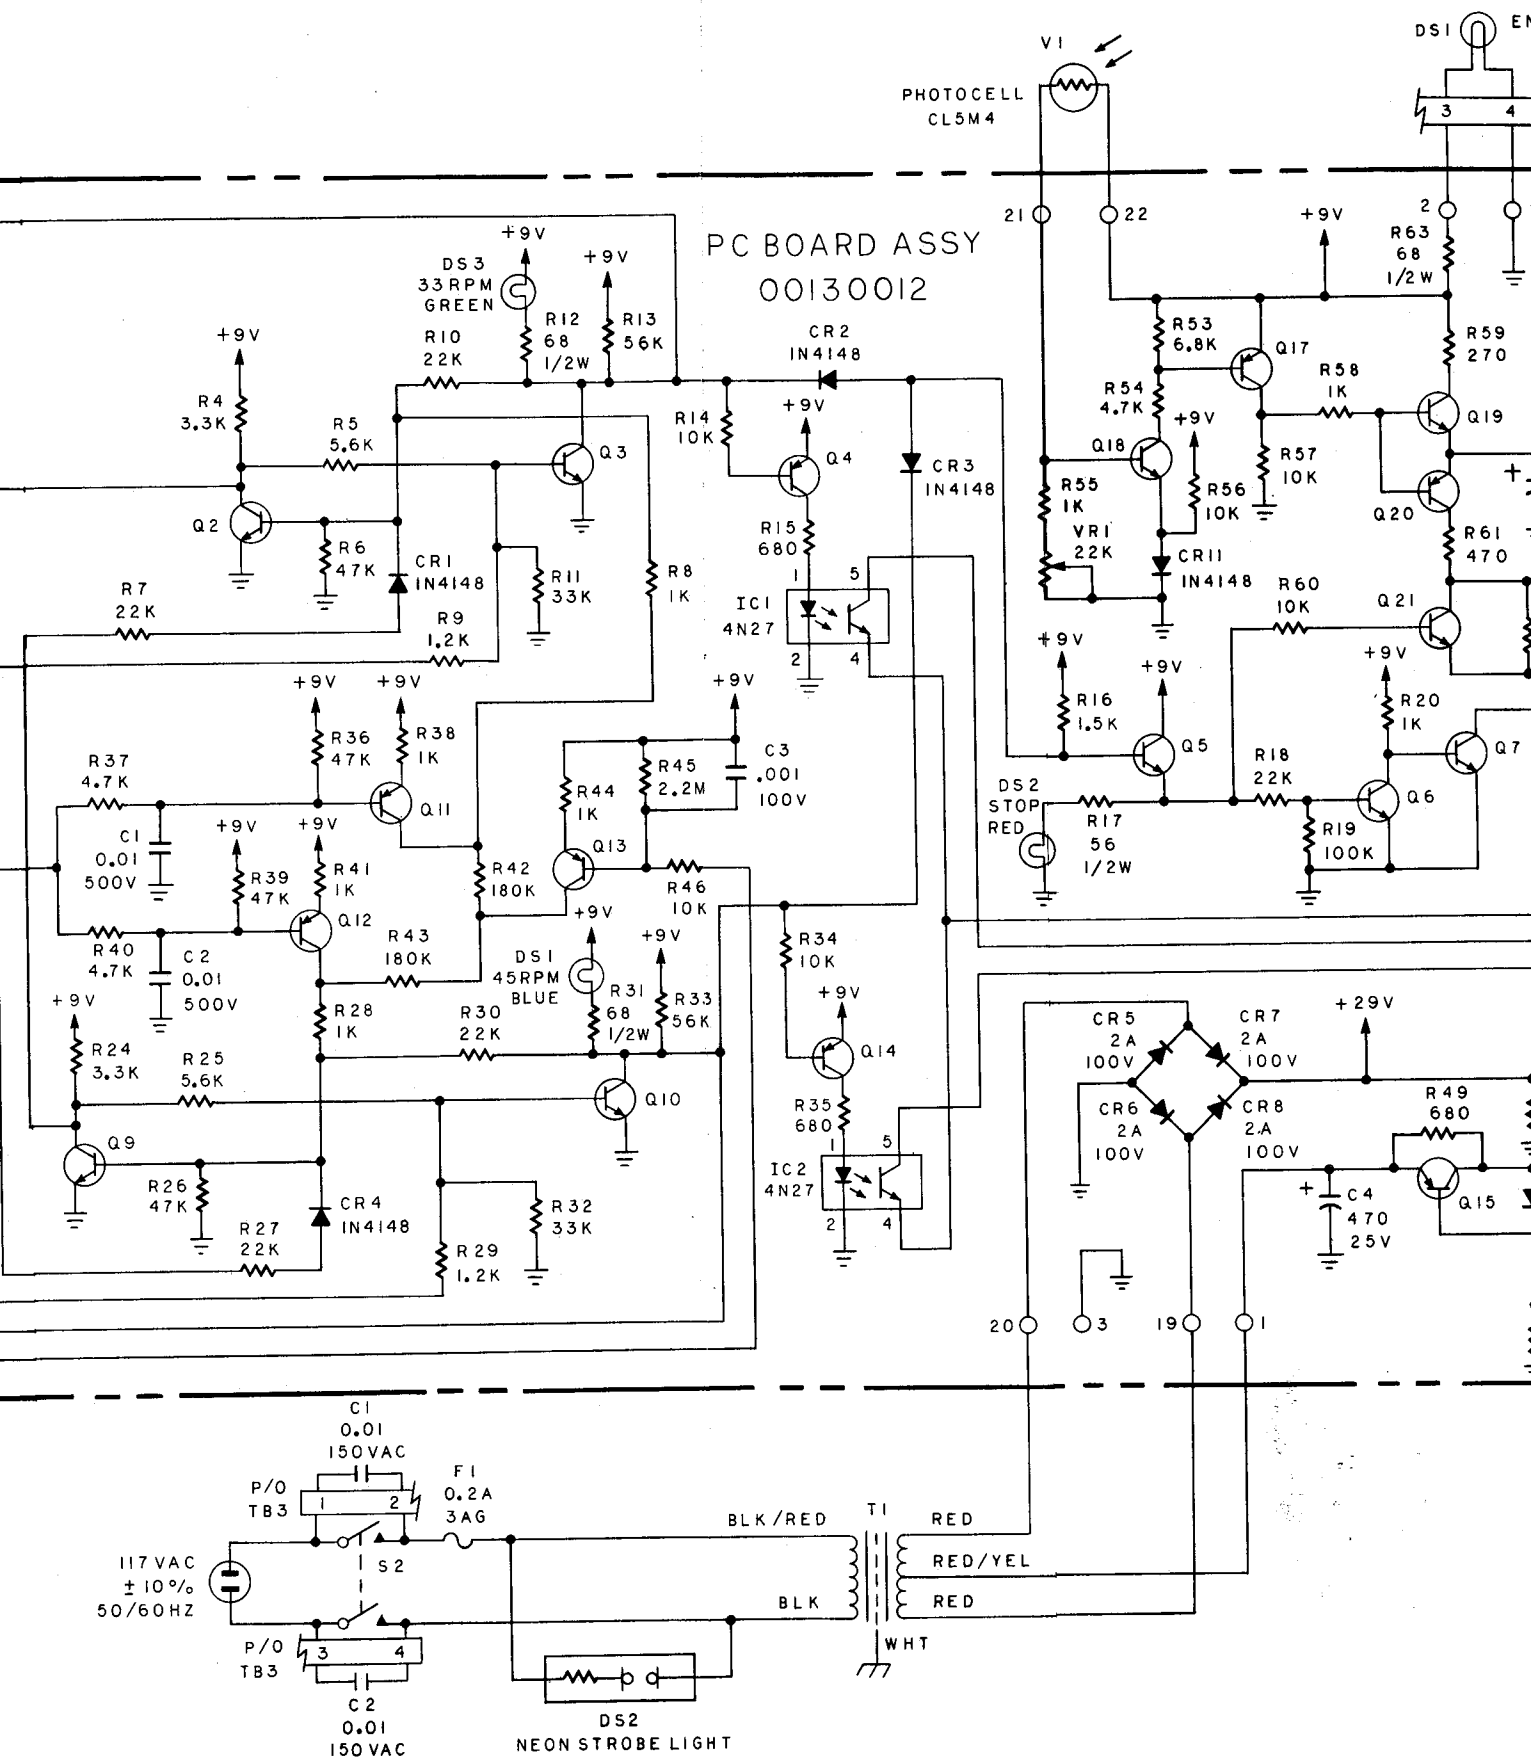 V1
PHOTOCELL
CL5M4
DS1
3
4
21
22
+9V
2
R63
68
1/2W
PC BOARD ASSY
00130012
+9V
DS3
33RPM
GREEN
+9V
R12
68
1/2W
R13
56K
R10
22K
CR2
1N4148
+9V
R4
3.3K
R5
5.6K
Q3
Q2
R6
47K
CR1
1N4148
R11
33K
R7
22K
R9
1.2K
R8
1K
R14
10K
+9V
Q4
CR3
1N4148
R15
680
1
5
IC1
4N27
2
4
R53
6.8K
Q17
R54
4.7K
+9V
Q18
R55
1K
R56
10K
VR1
22K
CR11
1N4148
R58
1K
R57
10K
R59
270
Q19
+
Q20
R61
470
R60
10K
Q21
+9V
+9V
R36
47K
R38
1K
R37
4.7K
Q11
C1
0.01
500V
+9V
+9V
R39
47K
R41
1K
Q12
R40
4.7K
C2
0.01
500V
+9V
R44
1K
R45
2.2M
C3
.001
100V
Q13
R42
180K
R46
10K
R43
180K
+9V
R16
1.5K
+9V
Q5
DS2
STOP
RED
R17
56
1/2W
R18
22K
+9V
R20
1K
Q7
Q6
R19
100K
+9V
R24
3.3K
R25
5.6K
R28
1K
R30
22K
+9V
DS1
45RPM
BLUE
R31
68
1/2W
+9V
R33
56K
Q10
Q9
R26
47K
CR4
1N4148
R27
22K
R29
1.2K
R32
33K
R34
10K
+9V
Q14
R35
680
1
5
IC2
4N27
2
4
CR5
2A
100V
CR7
2A
100V
CR6
2A
100V
CR8
2A
100V
+29V
R49
680
+
C4
470
25V
Q15
20
3
19
1
C1
0.01
150VAC
P/O
TB3
1
2
F1
0.2A
3AG
S2
117 VAC
±10%
50/60HZ
P/O
TB3
3
4
C2
0.01
150 VAC
BLK/RED
T1
RED
RED/YEL
BLK
RED
WHT
DS2
NEON STROBE LIGHT